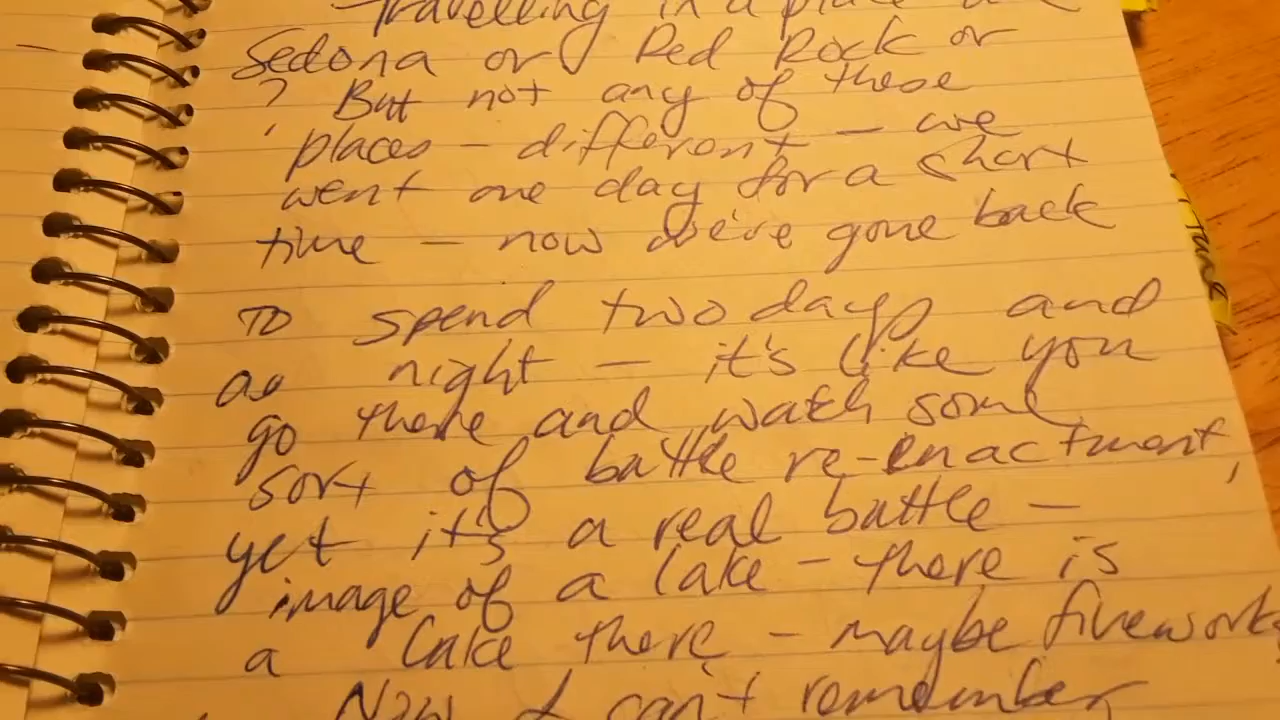 Travelling in a place
Sedona or Red Rock or
? But not any of these
places – different – we
went one day for a short
time – now we've gone back
to spend two days and
a night – it's like you
go there and watch some
sort of battle re-enactment,
yet it's a real battle –
image of a lake – there is
a lake there – maybe fireworks
Now I can't remember